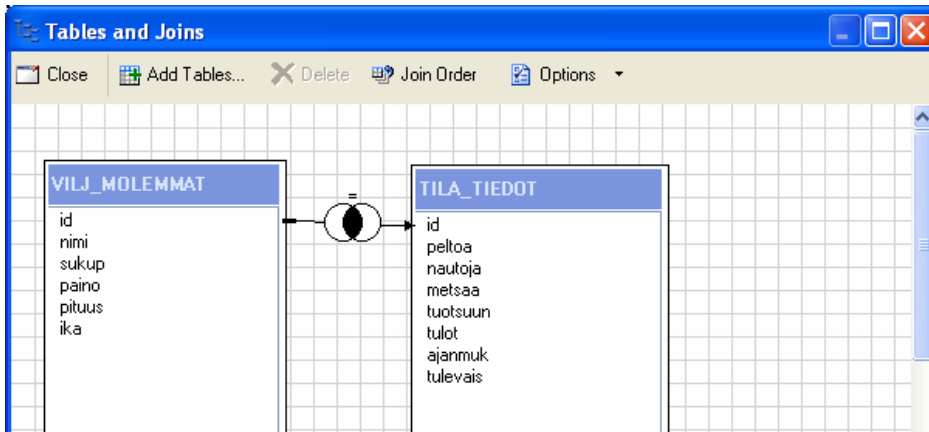 Tables and Joins
Close Add Tables... Delete Join Order Options
VILJ_MOLEMMAT
id
nimi
sukup
paino
pituus
ika
=
TILA_TIEDOT
id
peltoa
nautoja
metsaa
tuotsuun
tulot
ajanmuk
tulevais